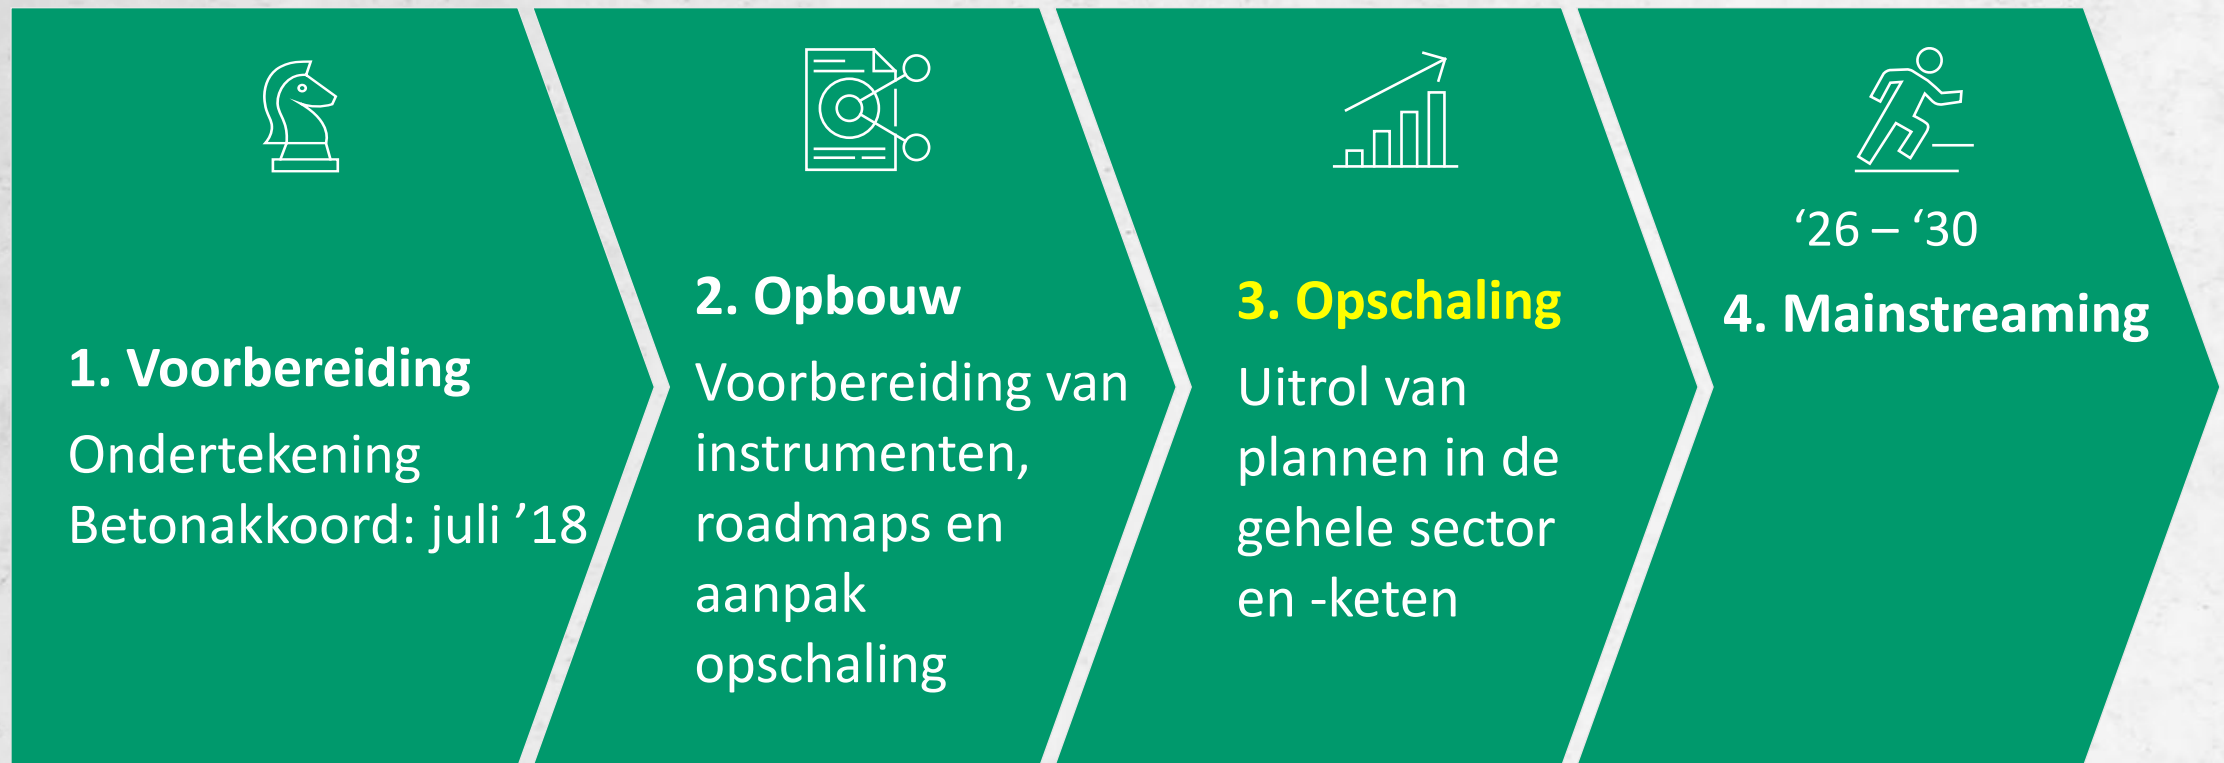 1. Voorbereiding
Ondertekening
Betonakkoord: juli ’18
2. Opbouw
Voorbereiding van
instrumenten,
roadmaps en
aanpak
opschaling
3. Opschaling
Uitrol van
plannen in de
gehele sector
en -keten
‘26 – ‘30
4. Mainstreaming